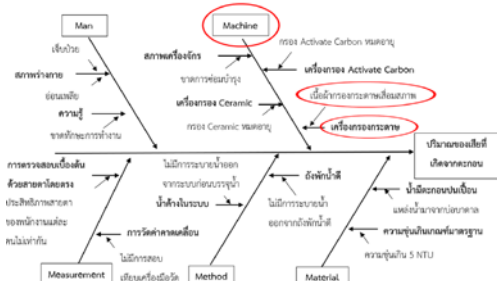 Man
Machine
เจ็บป่วย
สภาพร่างกาย
อ่อนเพลีย
ความรู้
ขาดทักษะการทำงาน
กรอง Activate Carbon หมดอายุ
สภาพเครื่องจักร
ขาดการซ่อมบำรุง
เครื่องกรอง Activate Carbon
เครื่องกรอง Ceramic
เนื้อผ้ากรองกระดาษเสื่อมสภาพ
กรอง Ceramic หมดอายุ
เครื่องกรองกระดาษ
ปริมาณของเสียที่
เกิดจากตะกอน
การตรวจสอบเบื้องต้น
ด้วยสายตาโดยตรง
ประสิทธิภาพสายตา
ของพนักงานแต่ละ
คนไม่เท่ากัน
การวัดค่าคาดเคลื่อน
ไม่มีการสอบ
เทียบเครื่องมือวัด
Measurement
ไม่มีการระบายน้ำออก
จากระบบก่อนบรรจุน้ำ
น้ำค้างในระบบ
ถังพักน้ำดี
ไม่มีการระบายน้ำ
ออกจากถังพักน้ำดี
Method
น้ำมีตะกอนปนเปื้อน
แหล่งน้ำมาจากบ่อบาดาล
ความขุ่นเกินเกณฑ์มาตรฐาน
ความขุ่นเกิน 5 NTU
Material